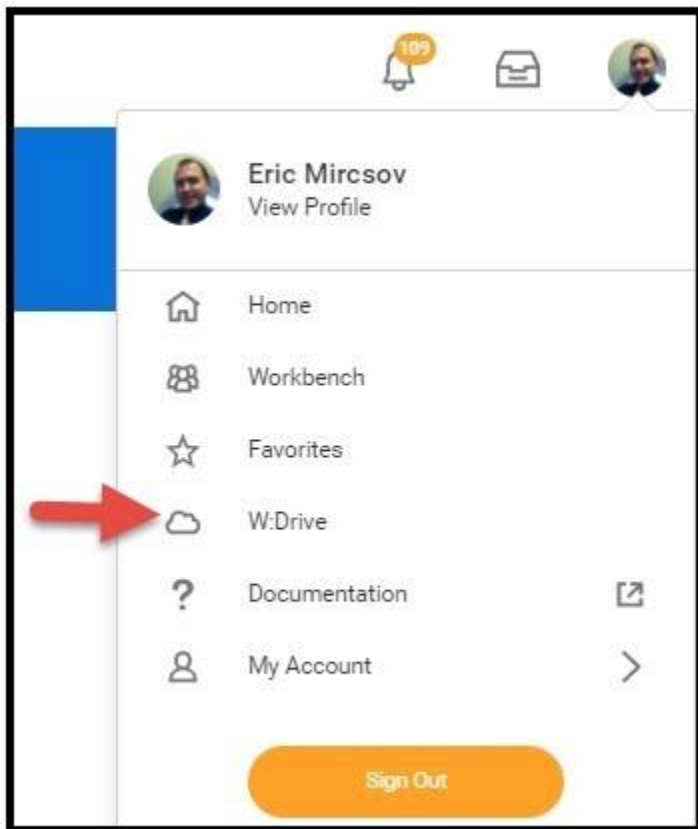 109
Eric Mircsov
View Profile
Home
Workbench
Favorites
W:Drive
Documentation
My Account
Sign Out